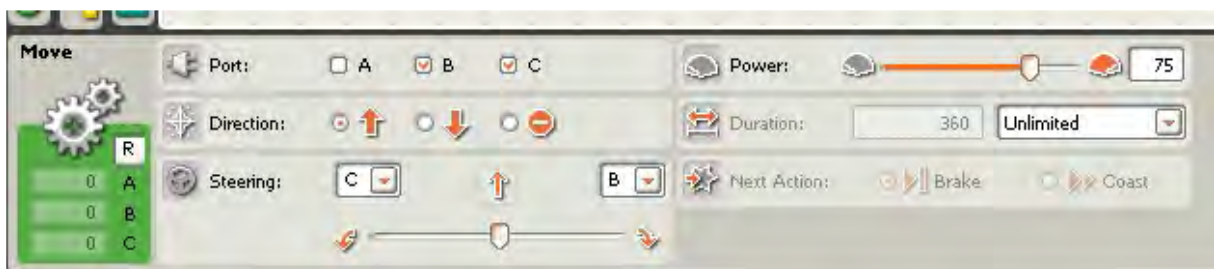 Move
Port: A B C
Power: 75
R
Direction:
Duration: 360 Unlimited
0 A
Steering: C B
Next Action: Brake Coast
0 B
0 C